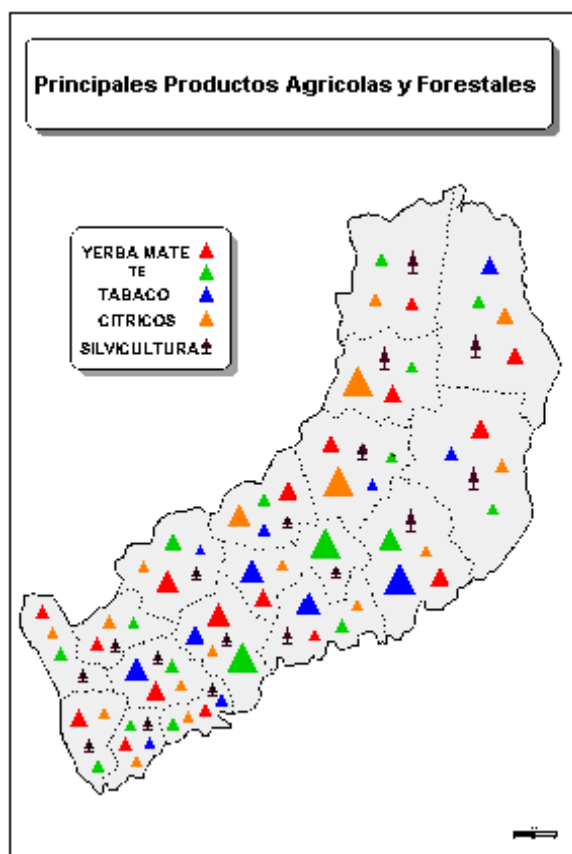 Principales Productos Agricolas y Forestales
YERBA MATE
TE
TABACO
CITRICOS
SILVICULTURA